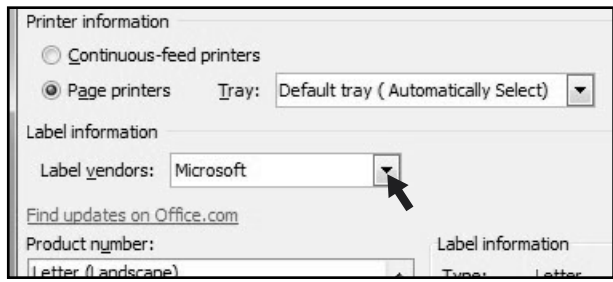 Printer information
Continuous-feed printers
Page printers Tray: Default tray ( Automatically Select)
Label information
Label vendors: Microsoft
Find updates on Office.com
Product number: Label information
Letter (Landscape) Type: Letter